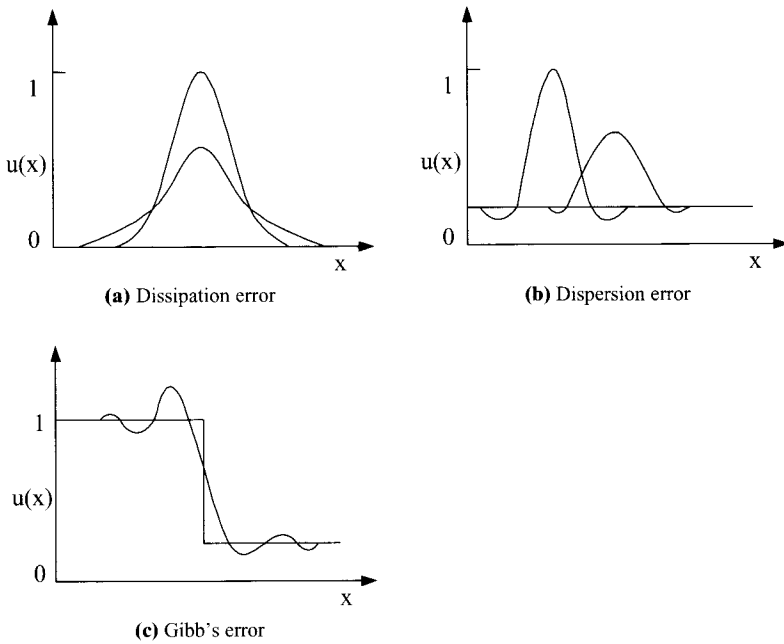 1
u(x)
0
x
(a) Dissipation error
1
u(x)
0
x
(b) Dispersion error
1
u(x)
0
x
(c) Gibb's error